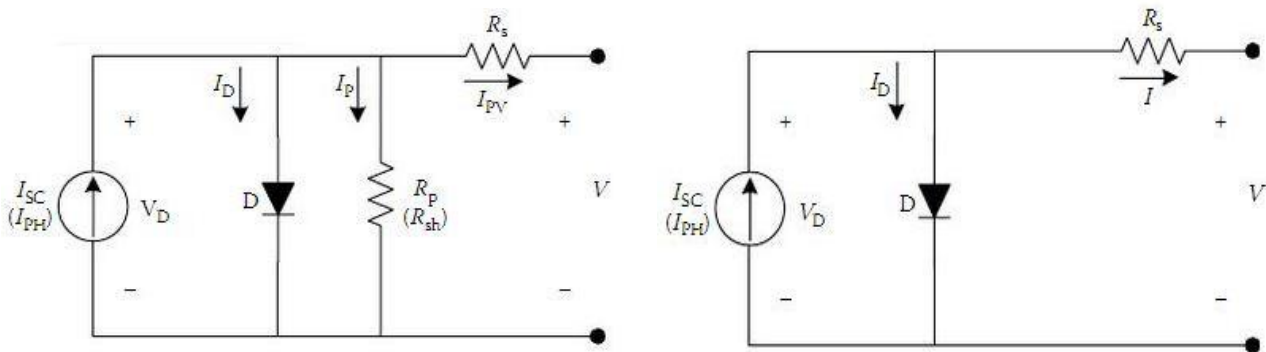 R_s
I_D
I_P
I_PV
+
+
I_SC
(I_PH)
V_D
D
R_P
(R_sh)
V
−
−
R_s
I_D
I
+
+
I_SC
(I_PH)
V_D
D
V
−
−